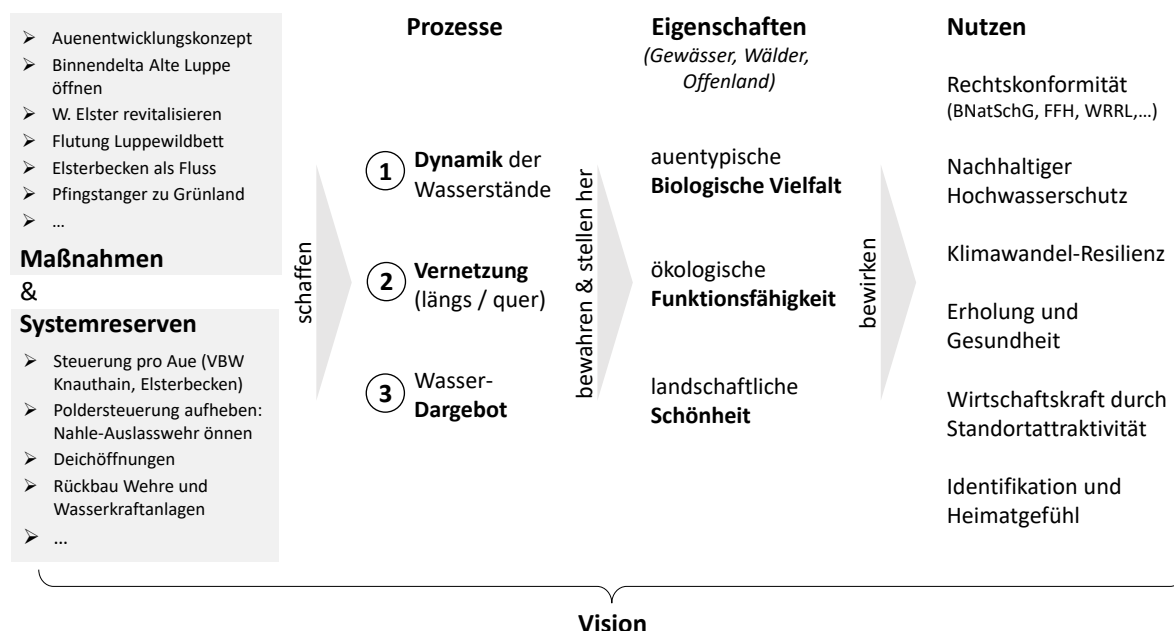 ➢ Auenentwicklungskonzept
➢ Binnendelta Alte Luppe
öffnen
➢ W. Elster revitalisieren
➢ Flutung Luppewildbett
➢ Elsterbecken als Fluss
➢ Pfingstanger zu Grünland
➢ ...
Maßnahmen
&
Systemreserven
➢ Steuerung pro Aue (VBW
Knauthain, Elsterbecken)
➢ Poldersteuerung aufheben:
Nahle-Auslasswehr önnen
➢ Deichöffnungen
➢ Rückbau Wehre und
Wasserkraftanlagen
➢ ...
schaffen
Prozesse
1 Dynamik der
Wasserstände
2 Vernetzung
(längs / quer)
3 Wasser-
Dargebot
bewahren & stellen her
Eigenschaften
(Gewässer, Wälder,
Offenland)
auentypische
Biologische Vielfalt
ökologische
Funktionsfähigkeit
landschaftliche
Schönheit
bewirken
Nutzen
Rechtskonformität
(BNatSchG, FFH, WRRL,...)
Nachhaltiger
Hochwasserschutz
Klimawandel-Resilienz
Erholung und
Gesundheit
Wirtschaftskraft durch
Standortattraktivität
Identifikation und
Heimatgefühl
Vision